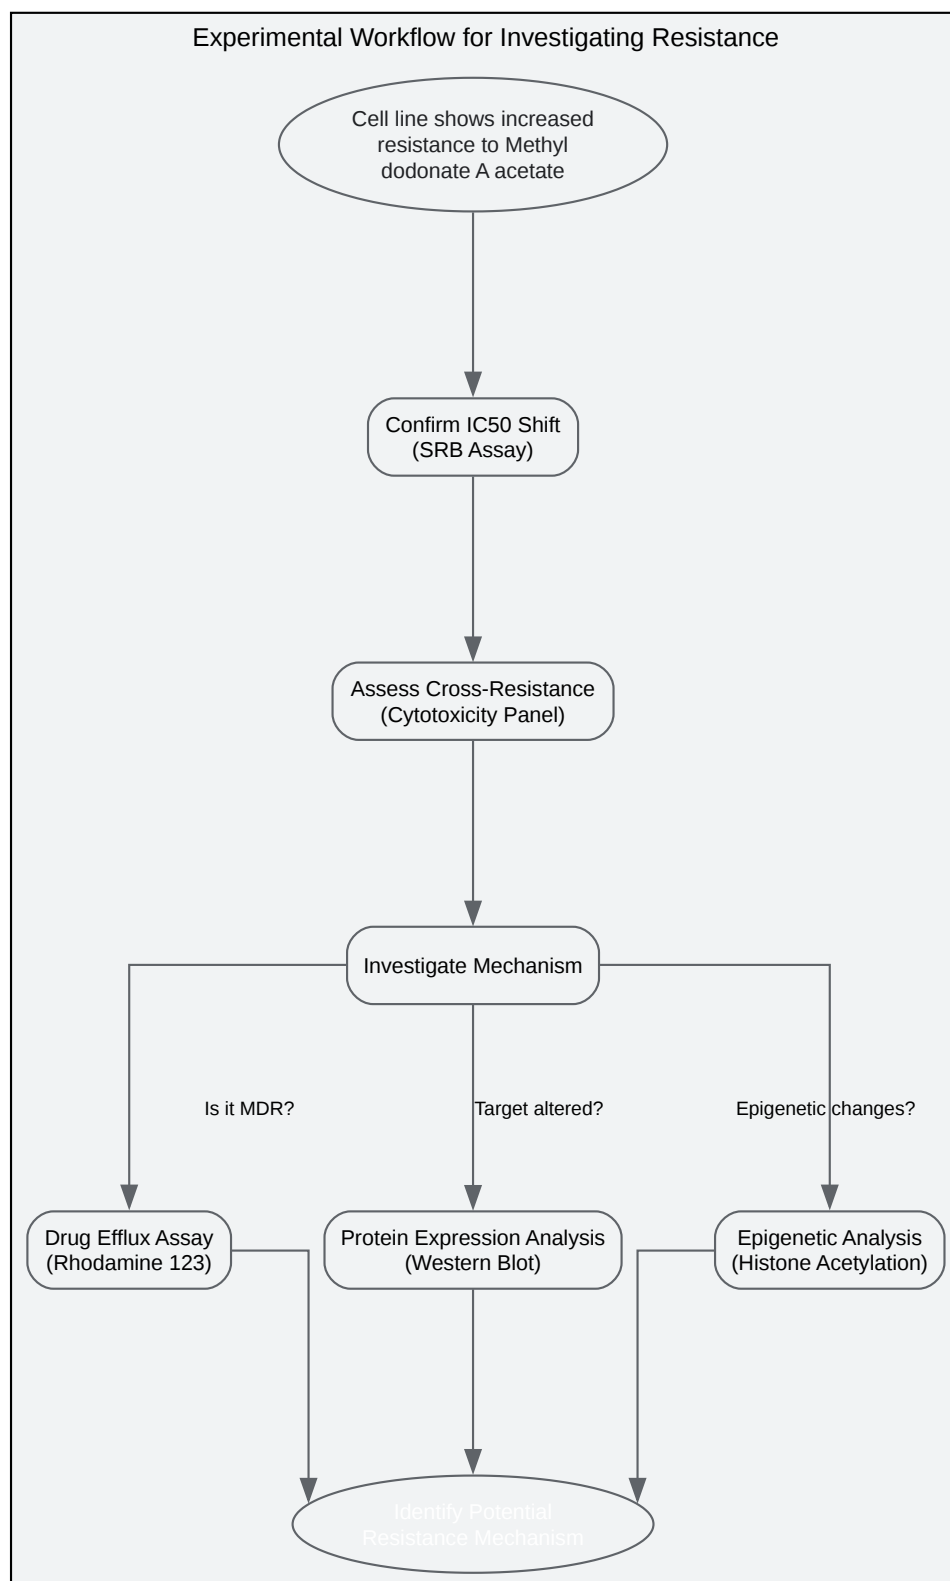 Experimental Workflow for Investigating Resistance
Cell line shows increased
resistance to Methyl
dodonate A acetate
Confirm IC50 Shift
(SRB Assay)
Assess Cross-Resistance
(Cytotoxicity Panel)
Investigate Mechanism
Is it MDR?
Target altered?
Epigenetic changes?
Drug Efflux Assay
(Rhodamine 123)
Protein Expression Analysis
(Western Blot)
Epigenetic Analysis
(Histone Acetylation)
Identify Potential
Resistance Mechanism